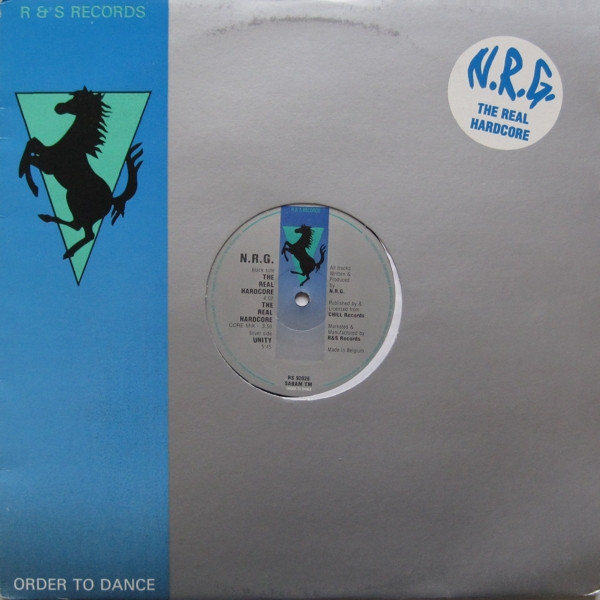 R & S RECORDS
N.R.G.
THE REAL
HARDCORE
R & S RECORDS
N.R.G.
Black side
THE
REAL
HARDCORE
THE
REAL
HARDCORE
CORE MIX -
Silver side
UNITY
All tracks
Written &
Produced
by
N.R.G.
Published by &
Licensed from
CHILL Records
Marketed &
Manufactured by
R&S Records
Made in Belgium
RS 92026
SABAM TM
ORDER TO DANCE